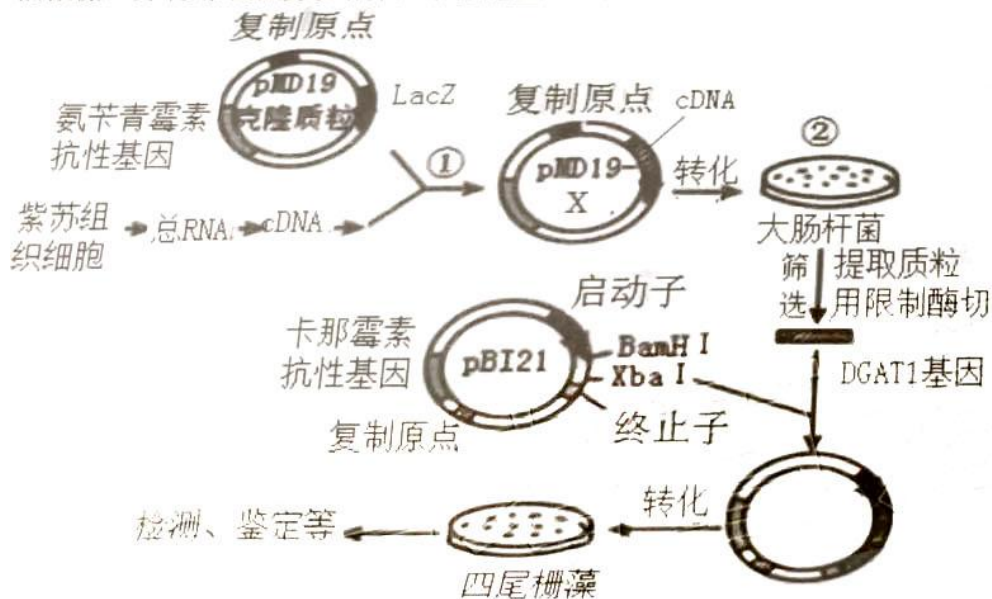 复制原点
pMD19
克隆质粒
LacZ
氨苄青霉素
抗性基因
①
紫苏组
织细胞
总RNA
cDNA
复制原点
cDNA
pMD19-
X
转化
②
大肠杆菌
筛
选
提取质粒
用限制酶切
DGAT1基因
启动子
卡那霉素
抗性基因
pBI21
BamHⅠ
XbaⅠ
复制原点
终止子
转化
四尾栅藻
检测、鉴定等